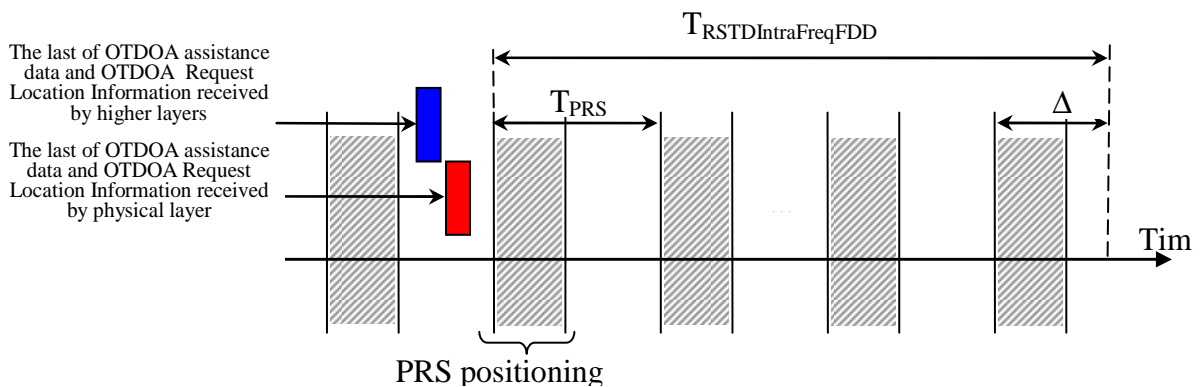 T_RSTDIntraFreqFDD
The last of OTDOA assistance
data and OTDOA Request
Location Information received
by higher layers
T_PRS
Δ
The last of OTDOA assistance
data and OTDOA Request
Location Information received
by physical layer
. . .
Tim
PRS positioning